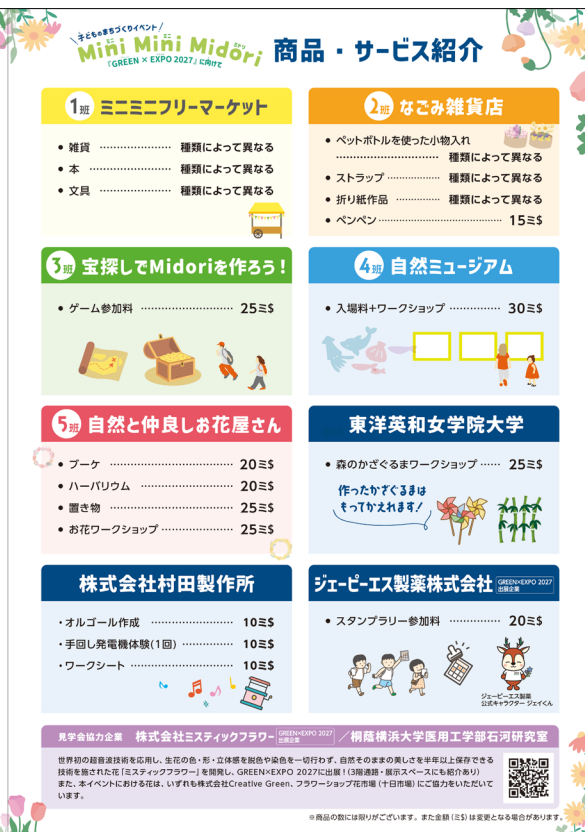 子どものまちづくりイベント
ミニ ミニ ミドリ
Mini Mini Midori
『GREEN × EXPO 2027』に向けて
商品・サービス紹介
1班 ミニミニフリーマーケット
• 雑貨 ………………… 種類によって異なる
• 本 ………………… 種類によって異なる
• 文具 ………………… 種類によって異なる
2班 なごみ雑貨店
• ペットボトルを使った小物入れ
………………………… 種類によって異なる
• ストラップ …………… 種類によって異なる
• 折り紙作品 ………… 種類によって異なる
• ペンペン ……………………………… 15ミ$
3班 宝探しでMidoriを作ろう！
• ゲーム参加料 ……………………… 25ミ$
4班 自然ミュージアム
• 入場料+ワークショップ …………… 30ミ$
5班 自然と仲良しお花屋さん
• ブーケ ……………………………… 20ミ$
• ハーバリウム ……………………… 20ミ$
• 置き物 ……………………………… 25ミ$
• お花ワークショップ ………………… 25ミ$
東洋英和女学院大学
• 森のかざぐるまワークショップ …… 25ミ$
作ったかざぐるまは
もってかえれます！
株式会社村田製作所
・オルゴール作成 …………………… 10ミ$
・手回し発電機体験(1回) …………… 10ミ$
・ワークシート ……………………… 10ミ$
ジェーピーエス製薬株式会社 GREEN×EXPO 2027
出展企業
• スタンプラリー参加料 …………… 20ミ$
ジェーピーエス製薬
公式キャラクター ジェイくん
見学会協力企業 株式会社ミスティックフラワー GREEN×EXPO 2027 出展企業 ／桐蔭横浜大学医用工学部石河研究室
世界初の超音波技術を応用し、生花の色・形・立体感を脱色や染色を一切行わず、自然そのままの美しさを半年以上保存できる
技術を施された花「ミスティックフラワー」を開発し、GREEN×EXPO 2027に出展！(3階通路・展示スペースにも紹介あり)
また、本イベントにおける花は、いずれも株式会社Creative Green、フラワーショップ花市場 (十日市場) にご協力をいただいて
います。
※商品の数には限りがございます。また金額 (ミ$) は変更となる場合があります。